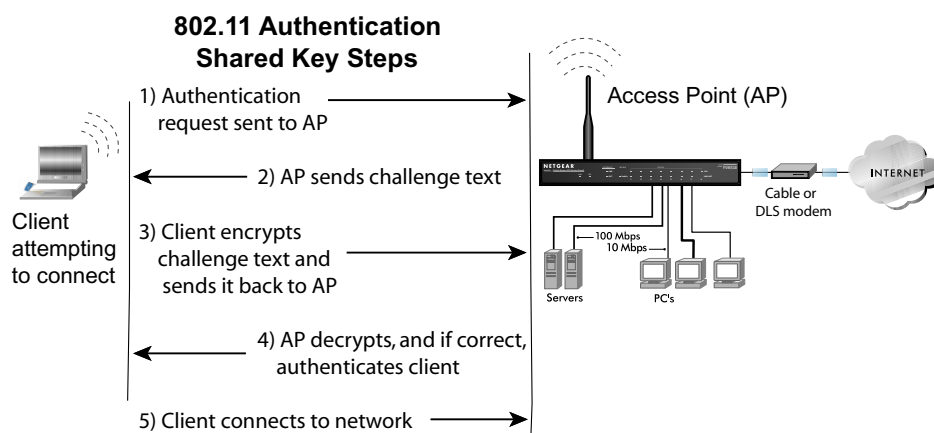 802.11 Authentication
Shared Key Steps
1) Authentication
request sent to AP
Access Point (AP)
NETGEAR
2) AP sends challenge text
INTERNET
Cable or
DLS modem
Client
attempting
to connect
3) Client encrypts
challenge text and
sends it back to AP
100 Mbps
10 Mbps
Servers
PC's
4) AP decrypts, and if correct,
authenticates client
5) Client connects to network